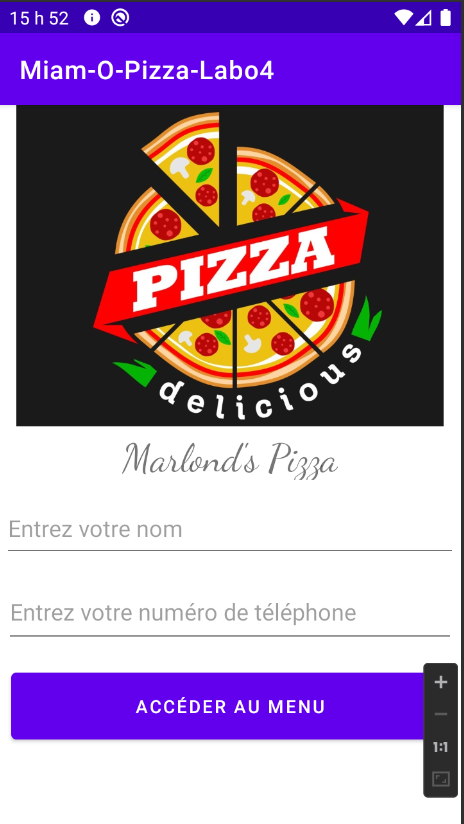 15 h 52
Miam-O-Pizza-Labo4
PIZZA
delicious
Marlond's Pizza
Entrez votre nom
Entrez votre numéro de téléphone
ACCÉDER AU MENU
1:1